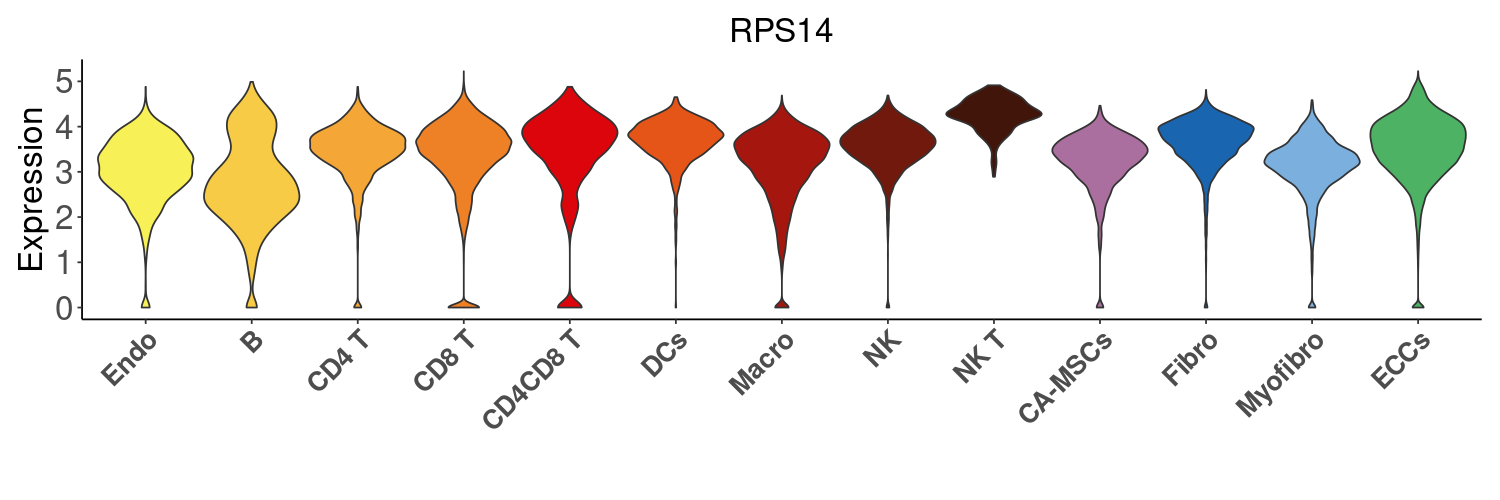 RPS14
Expression
5
4
3
2
1
0
Endo
B
CD4 T
CD8 T
CD4CD8 T
DCs
Macro
NK
NK T
CA-MSCs
Fibro
Myofibro
ECCs